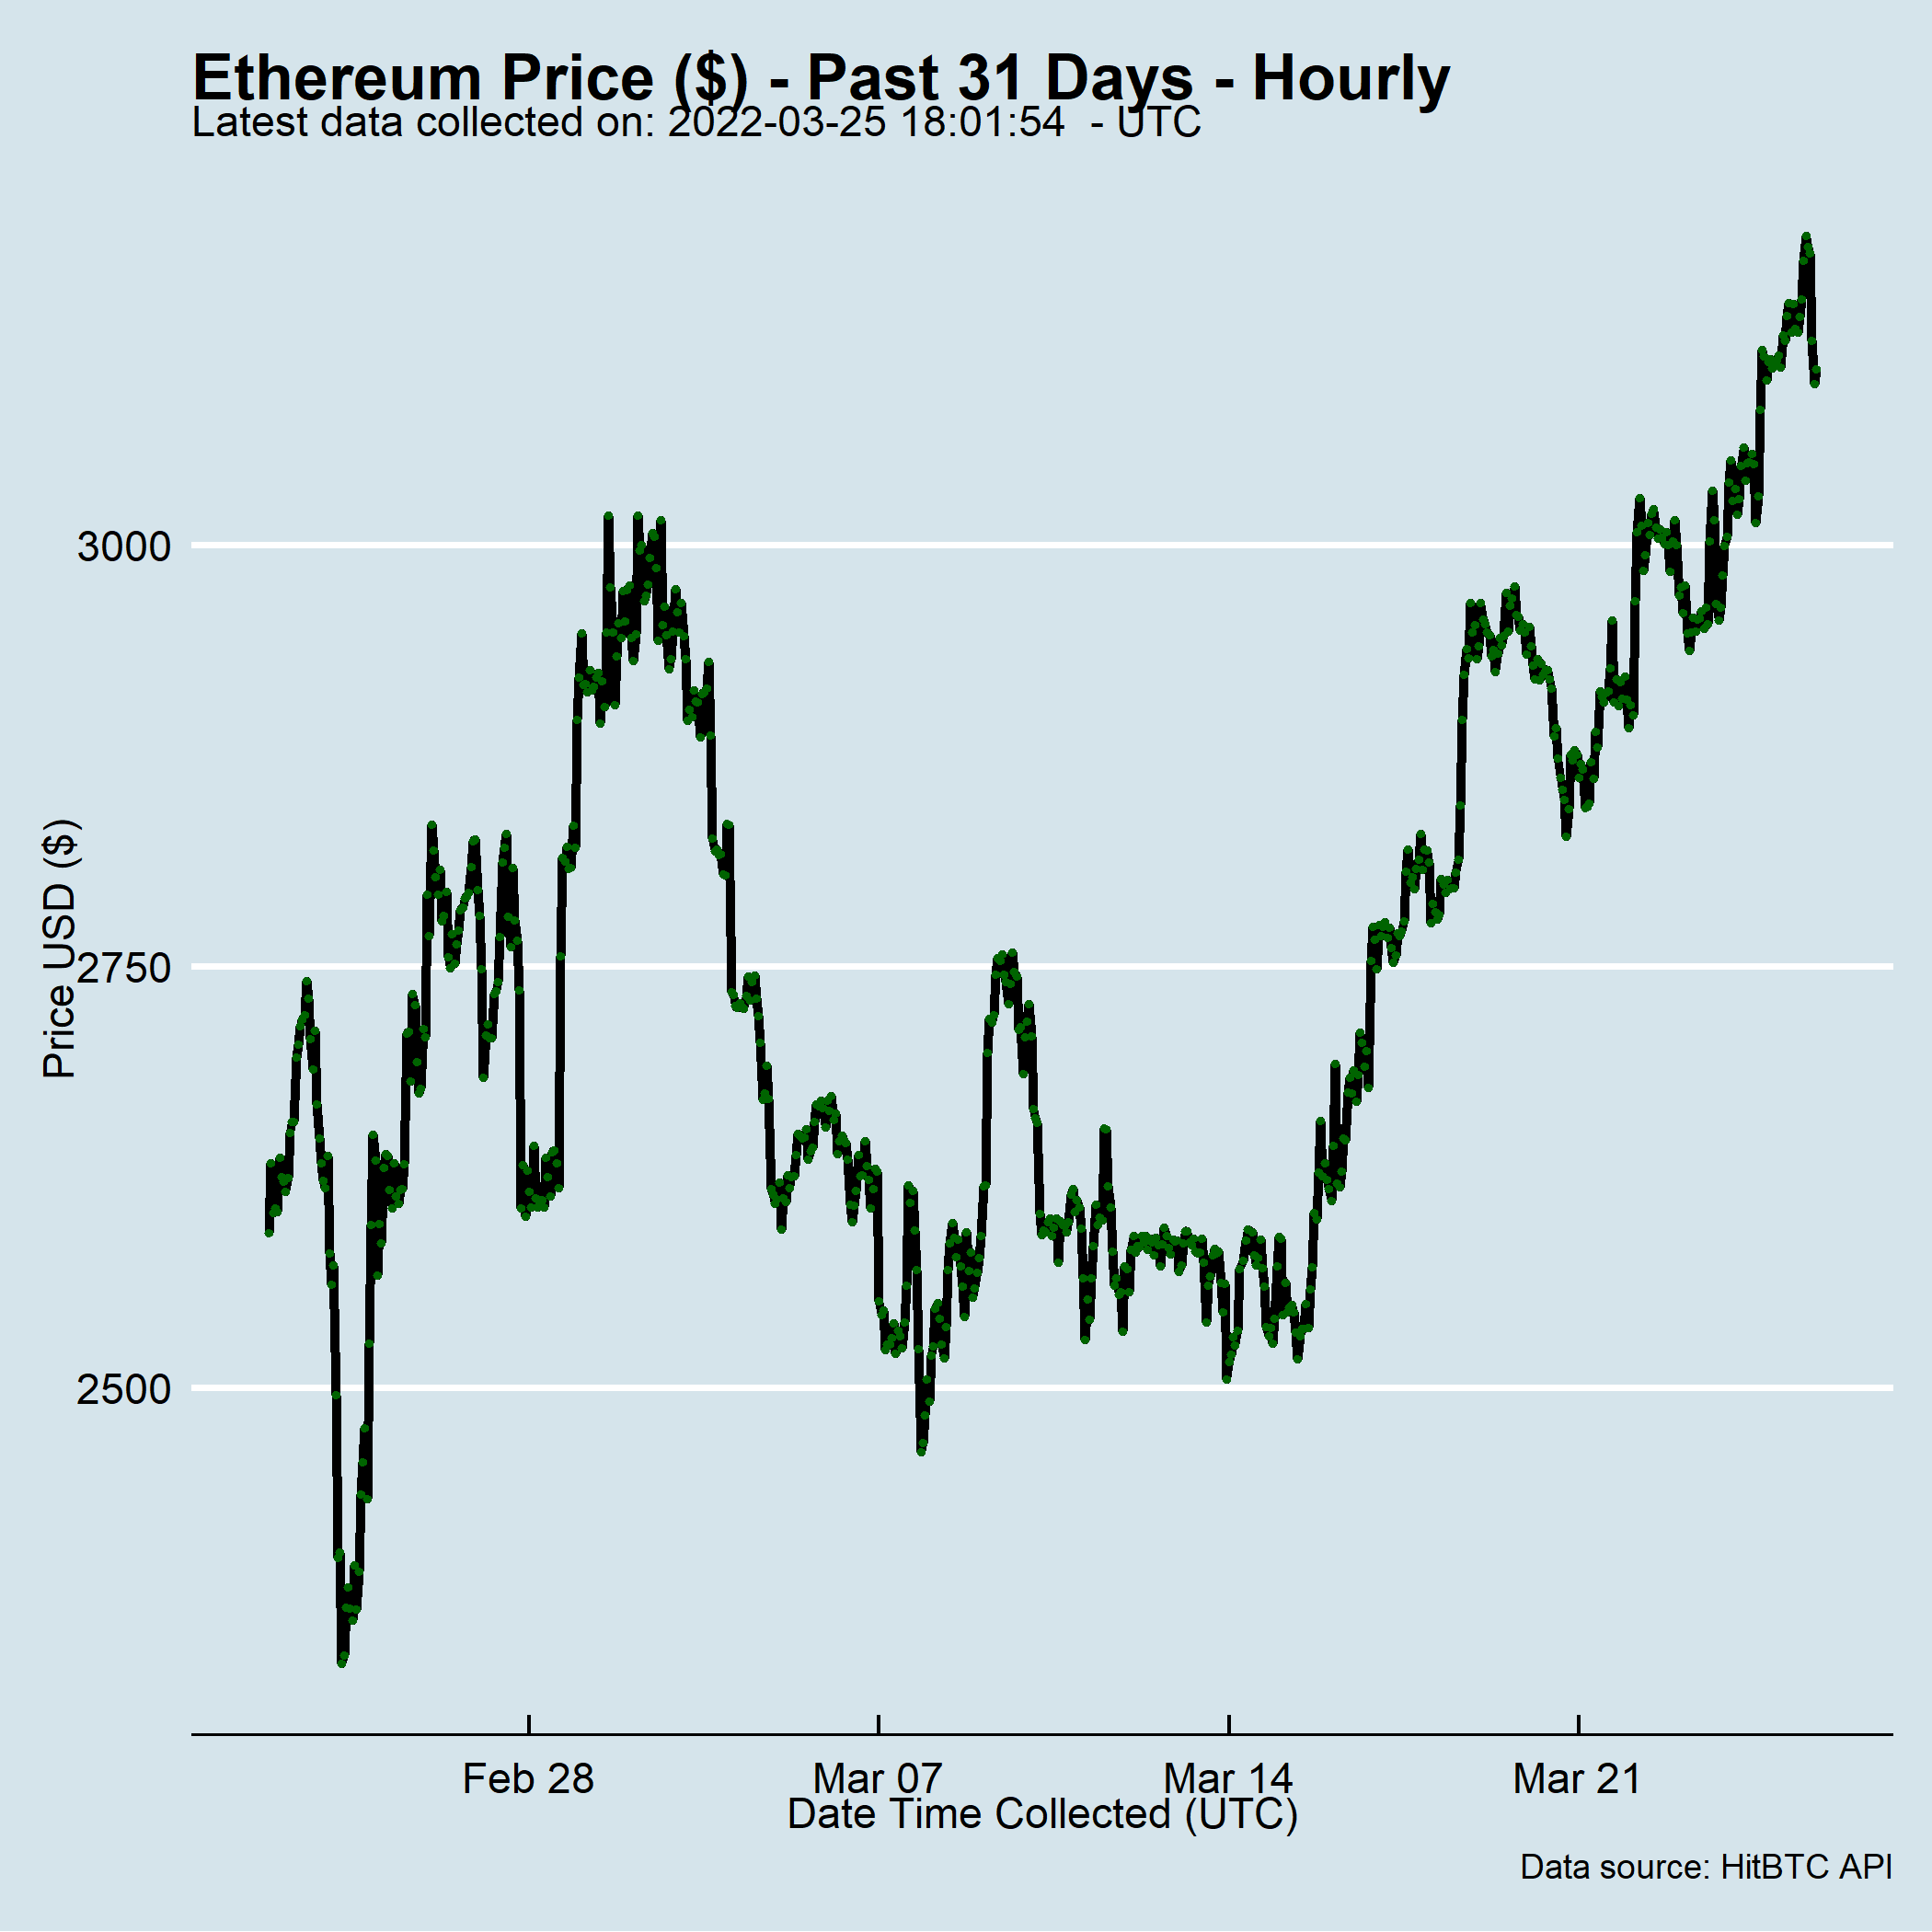 Ethereum Price ($) - Past 31 Days - Hourly
Latest data collected on: 2022-03-25 18:01:54  - UTC
Price USD ($)
3000
2750
2500
Feb 28
Mar 07
Mar 14
Mar 21
Date Time Collected (UTC)
Data source: HitBTC API